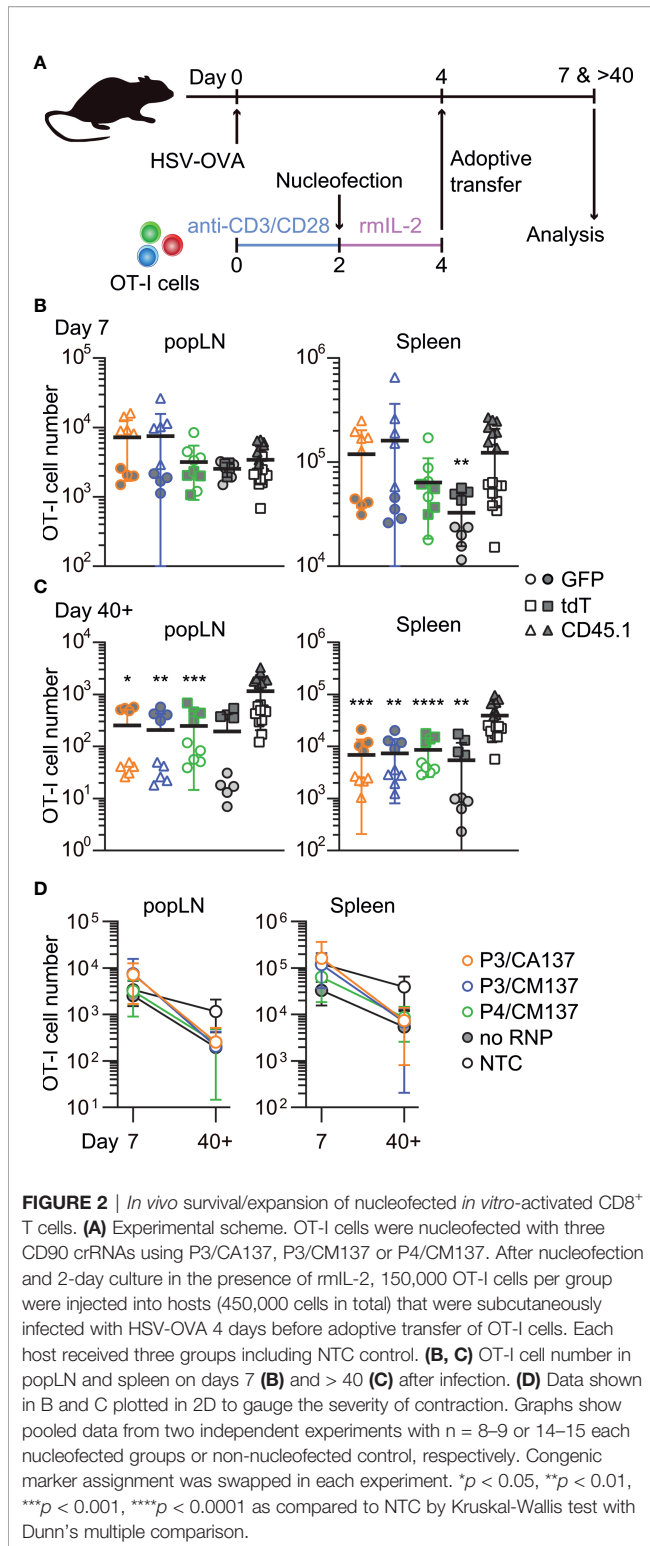 A
Day 0 4 7 & >40
HSV-OVA
Nucleofection
Adoptive
transfer
anti-CD3/CD28 rmIL-2
0 2 4
OT-I cells
Analysis
B
Day 7
popLN Spleen
OT-I cell number
10^5
10^4
10^3
10^2
10^6
10^5
10^4
**
GFP
tdT
CD45.1
C
Day 40+
popLN Spleen
OT-I cell number
10^4
10^3
10^2
10^1
10^0
* ** ***
10^6
10^5
10^4
10^3
10^2
*** ** **** **
D
popLN Spleen
OT-I cell number
10^5
10^4
10^3
10^2
10^1
10^6
10^5
10^4
10^3
10^2
Day 7 40+ 7 40+
P3/CA137
P3/CM137
P4/CM137
no RNP
NTC
FIGURE 2 | In vivo survival/expansion of nucleofected in vitro-activated CD8+
T cells. (A) Experimental scheme. OT-I cells were nucleofected with three
CD90 crRNAs using P3/CA137, P3/CM137 or P4/CM137. After nucleofection
and 2-day culture in the presence of rmIL-2, 150,000 OT-I cells per group
were injected into hosts (450,000 cells in total) that were subcutaneously
infected with HSV-OVA 4 days before adoptive transfer of OT-I cells. Each
host received three groups including NTC control. (B, C) OT-I cell number in
popLN and spleen on days 7 (B) and > 40 (C) after infection. (D) Data shown
in B and C plotted in 2D to gauge the severity of contraction. Graphs show
pooled data from two independent experiments with n = 8–9 or 14–15 each
nucleofected groups or non-nucleofected control, respectively. Congenic
marker assignment was swapped in each experiment. *p < 0.05, **p < 0.01,
***p < 0.001, ****p < 0.0001 as compared to NTC by Kruskal-Wallis test with
Dunn's multiple comparison.